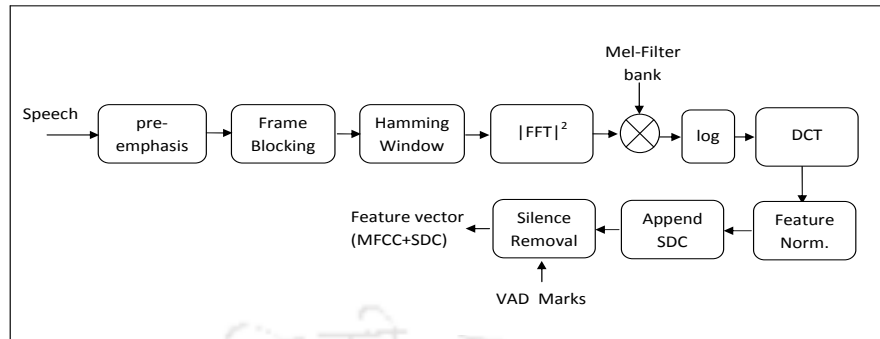 Mel-Filter
bank
Speech
pre-
emphasis
Frame
Blocking
Hamming
Window
|FFT|²
log
DCT
Feature vector
(MFCC+SDC)
Silence
Removal
Append
SDC
Feature
Norm.
VAD Marks